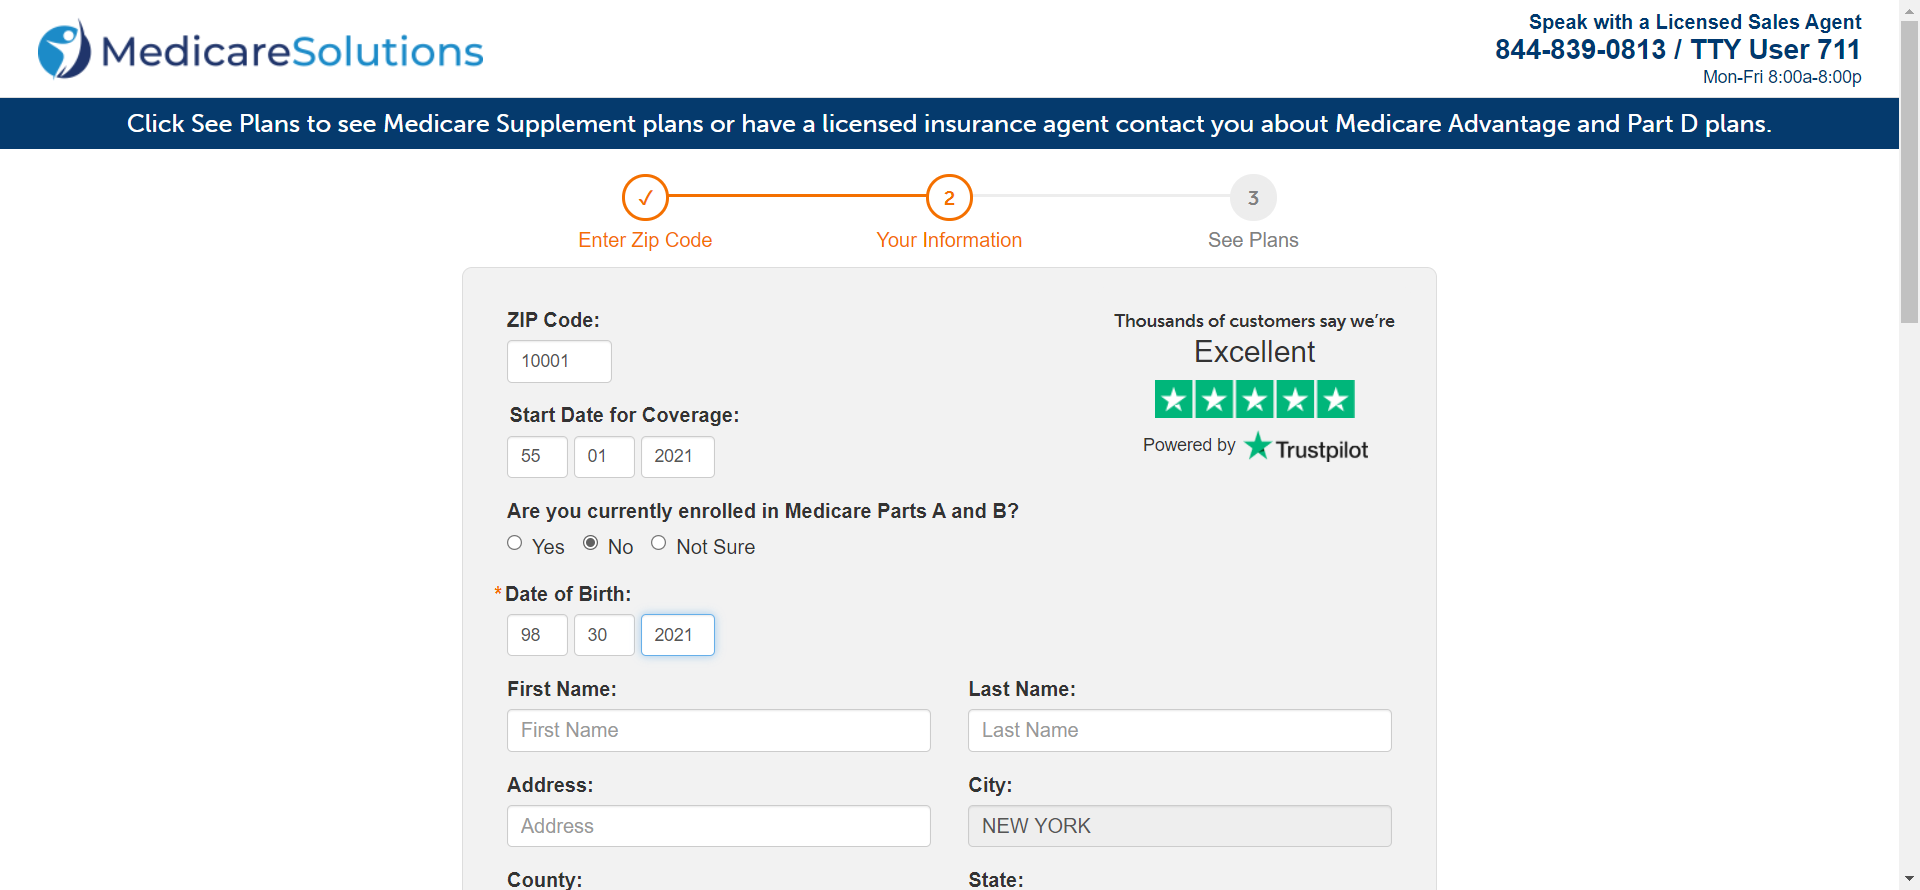 MedicareSolutions
Speak with a Licensed Sales Agent
844-839-0813 / TTY User 711
Mon-Fri 8:00a-8:00p
Click See Plans to see Medicare Supplement plans or have a licensed insurance agent contact you about Medicare Advantage and Part D plans.
✓ 2 3
Enter Zip Code Your Information See Plans
ZIP Code:
10001
Thousands of customers say we're
Excellent
Powered by Trustpilot
Start Date for Coverage:
55 01 2021
Are you currently enrolled in Medicare Parts A and B?
Yes No Not Sure
*Date of Birth:
98 30 2021
First Name: Last Name:
First Name Last Name
Address: City:
Address NEW YORK
County: State: